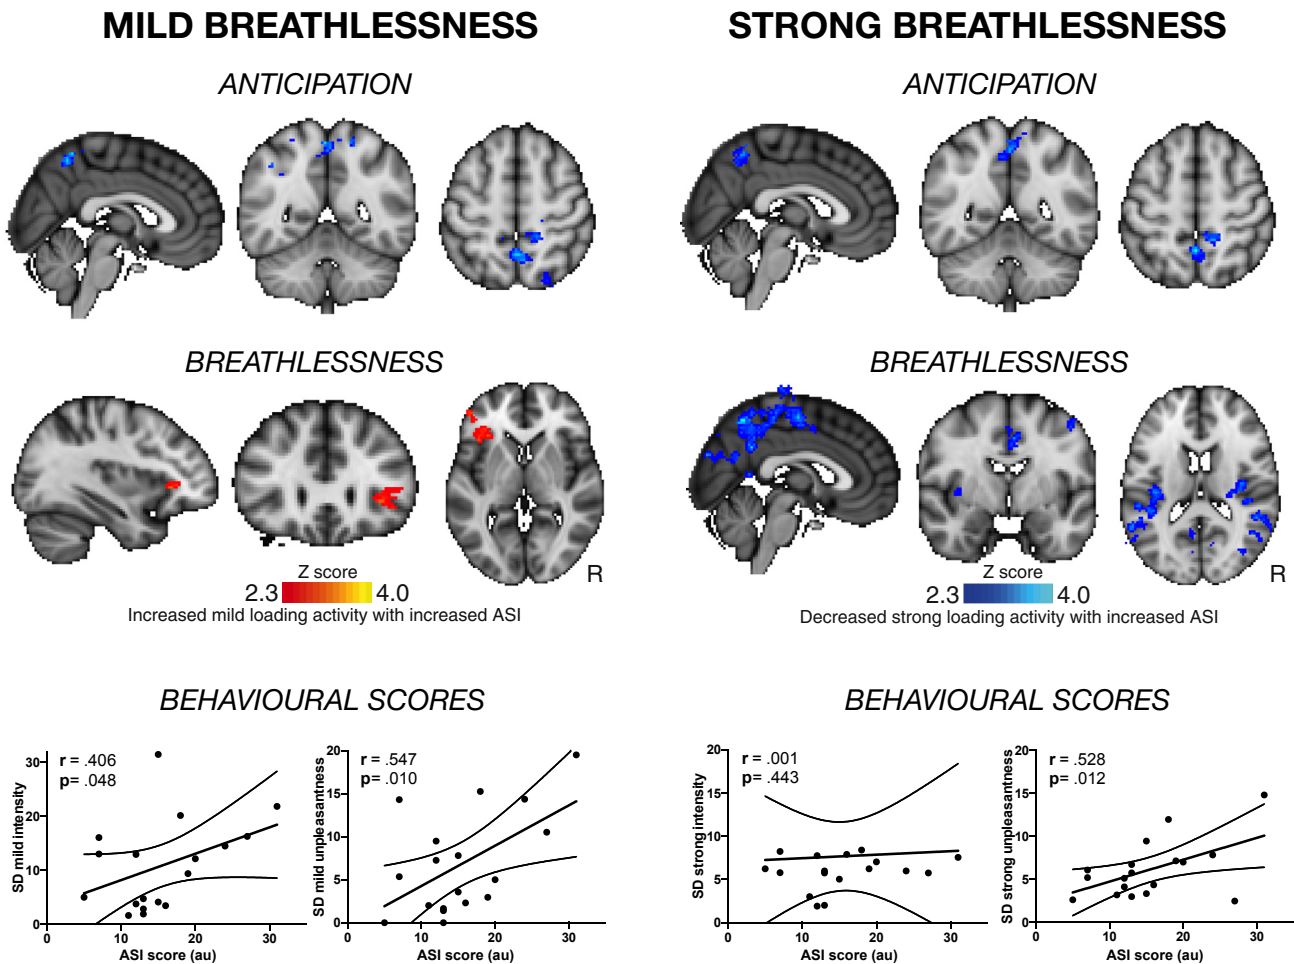 MILD BREATHLESSNESS
STRONG BREATHLESSNESS
ANTICIPATION
ANTICIPATION
BREATHLESSNESS
BREATHLESSNESS
R
R
Z score
2.3 4.0
Increased mild loading activity with increased ASI
Z score
2.3 4.0
Decreased strong loading activity with increased ASI
BEHAVIOURAL SCORES
BEHAVIOURAL SCORES
r = .406
p= .048
SD mild intensity
30
20
10
0
0 10 20 30
ASI score (au)
r = .547
p= .010
SD mild unpleasantness
20
15
10
5
0
0 10 20 30
ASI score (au)
r = .001
p= .443
SD strong intensity
20
15
10
5
0
0 10 20 30
ASI score (au)
r = .528
p= .012
SD strong unpleasantness
20
15
10
5
0
0 10 20 30
ASI score (au)